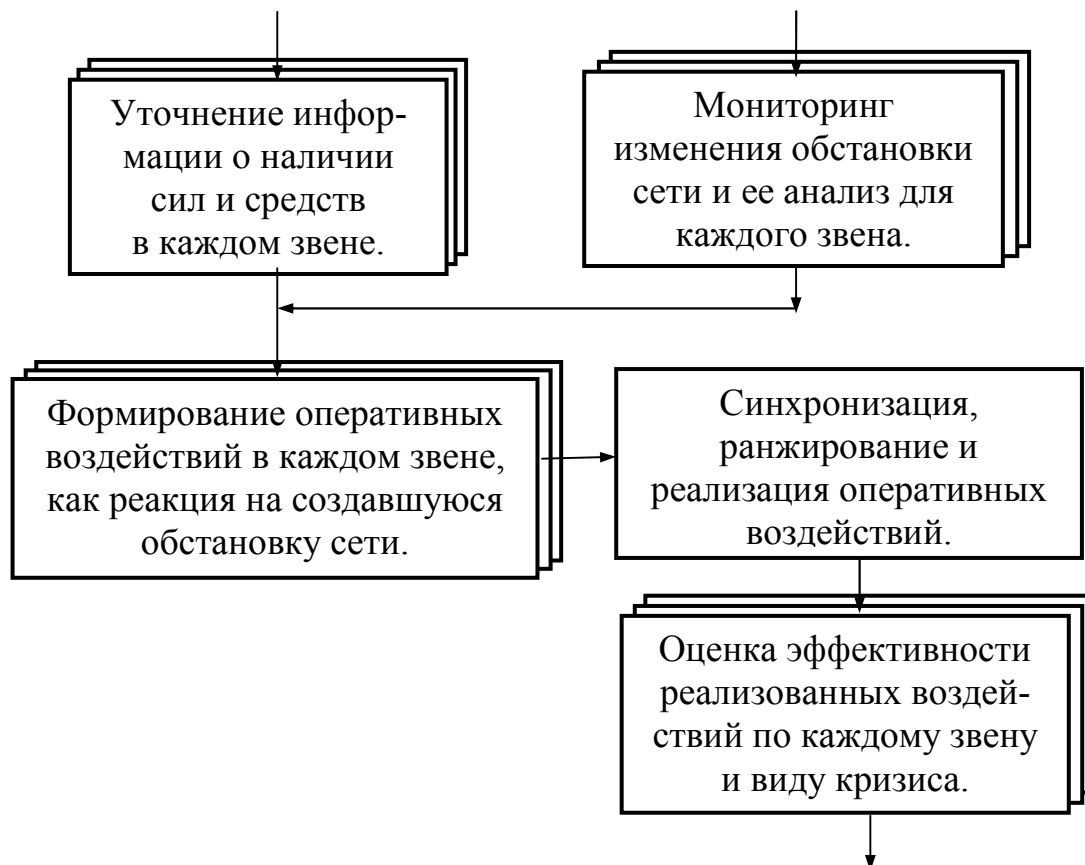 Уточнение инфор-
мации о наличии
сил и средств
в каждом звене.
Мониторинг
изменения обстановки
сети и ее анализ для
каждого звена.
Формирование оперативных
воздействий в каждом звене,
как реакция на создавшуюся
обстановку сети.
Синхронизация,
ранжирование и
реализация оперативных
воздействий.
Оценка эффективности
реализованных воздей-
ствий по каждому звену
и виду кризиса.